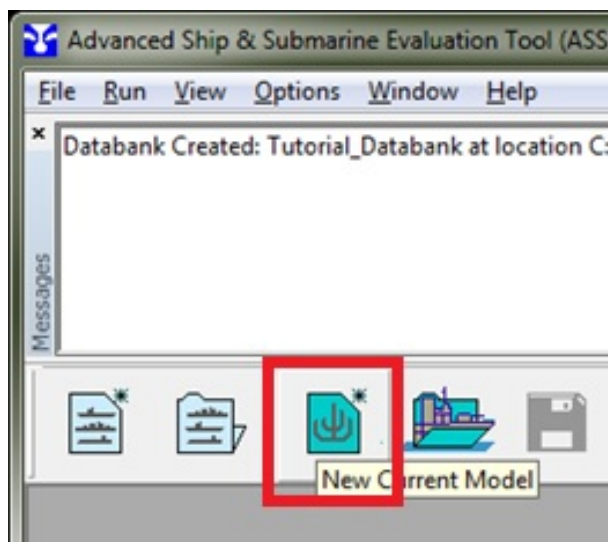 Advanced Ship & Submarine Evaluation Tool (ASS
File Run View Options Window Help
Databank Created: Tutorial_Databank at location C:
Messages
New Current Model